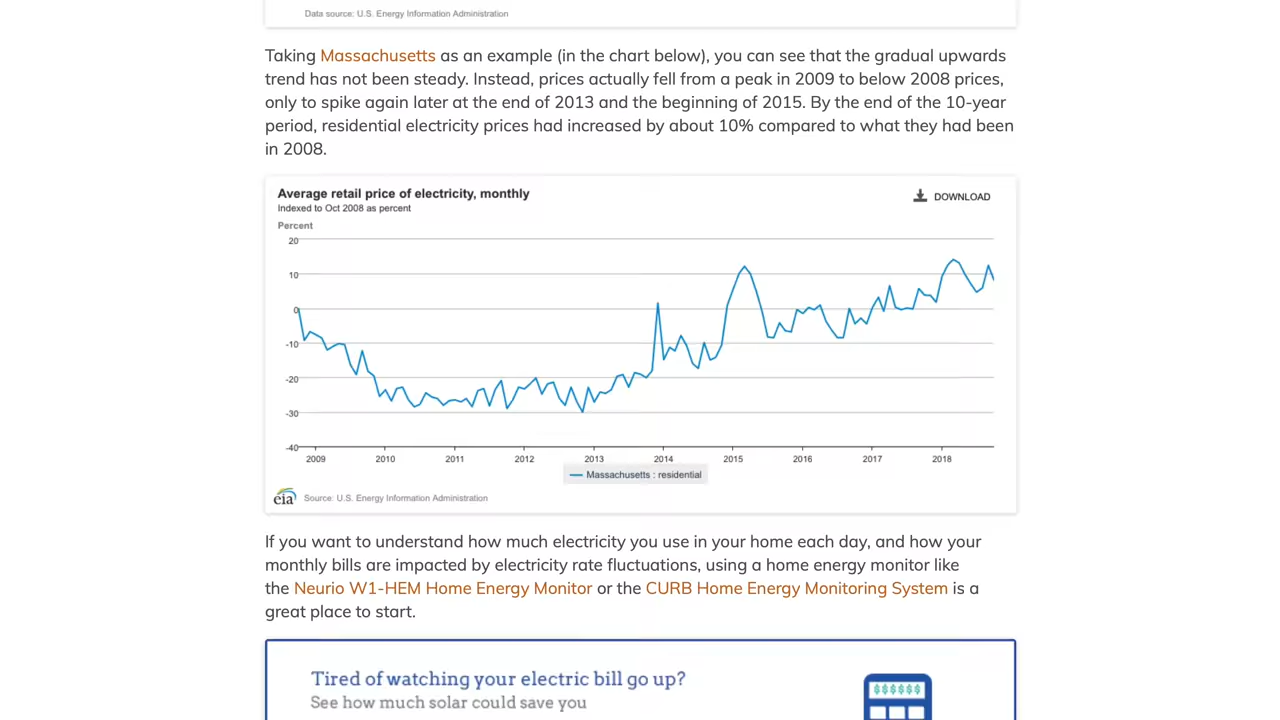 Data source: U.S. Energy Information Administration
Taking Massachusetts as an example (in the chart below), you can see that the gradual upwards
trend has not been steady. Instead, prices actually fell from a peak in 2009 to below 2008 prices,
only to spike again later at the end of 2013 and the beginning of 2015. By the end of the 10-year
period, residential electricity prices had increased by about 10% compared to what they had been
in 2008.
Average retail price of electricity, monthly
DOWNLOAD
Indexed to Oct 2008 as percent
Percent
20
10
0
-10
-20
-30
-40
2009 2010 2011 2012 2013 2014 2015 2016 2017 2018
Massachusetts : residential
eia Source: U.S. Energy Information Administration
If you want to understand how much electricity you use in your home each day, and how your
monthly bills are impacted by electricity rate fluctuations, using a home energy monitor like
the Neurio W1-HEM Home Energy Monitor or the CURB Home Energy Monitoring System is a
great place to start.
Tired of watching your electric bill go up?
See how much solar could save you
$$$$$$